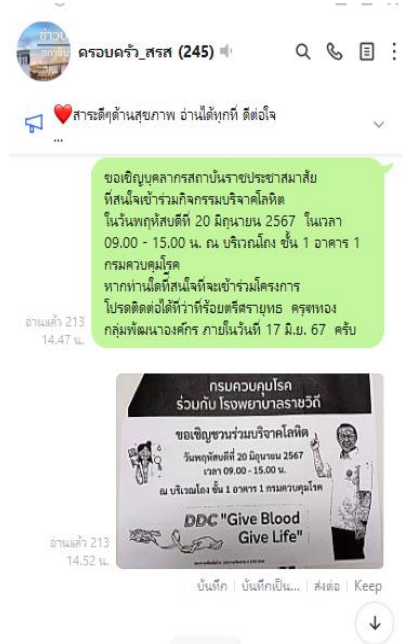 ครอบครัว_สรส (245)
สาระดีๆด้านสุขภาพ อ่านได้ทุกที่ ดีต่อใจ
...
ขอเชิญบุคลากรสถาบันราชประชาสมาสัย
ที่สนใจเข้าร่วมกิจกรรมบริจาคโลหิต
ในวันพฤหัสบดีที่ 20 มิถุนายน 2567 ในเวลา
09.00 - 15.00 น. ณ บริเวณโถง ชั้น 1 อาคาร 1
กรมควบคุมโรค
หากท่านใดที่สนใจที่จะเข้าร่วมโครงการ
โปรดติดต่อได้ที่ว่าที่ร้อยตรีศรายุทธ ครุฑทอง
กลุ่มพัฒนาองค์กร ภายในวันที่ 17 มิ.ย. 67 ครับ
อ่านแล้ว 213
14.47 น.
กรมควบคุมโรค
ร่วมกับ โรงพยาบาลราชวิถี
ขอเชิญชวนร่วมบริจาคโลหิต
วันพฤหัสบดีที่ 20 มิถุนายน 2567
เวลา 09.00 - 15.00 น.
ณ บริเวณโถง ชั้น 1 อาคาร 1 กรมควบคุมโรค
DDC "Give Blood
Give Life"
อ่านแล้ว 213
14.52 น.
บันทึก | บันทึกเป็น... | ส่งต่อ | Keep